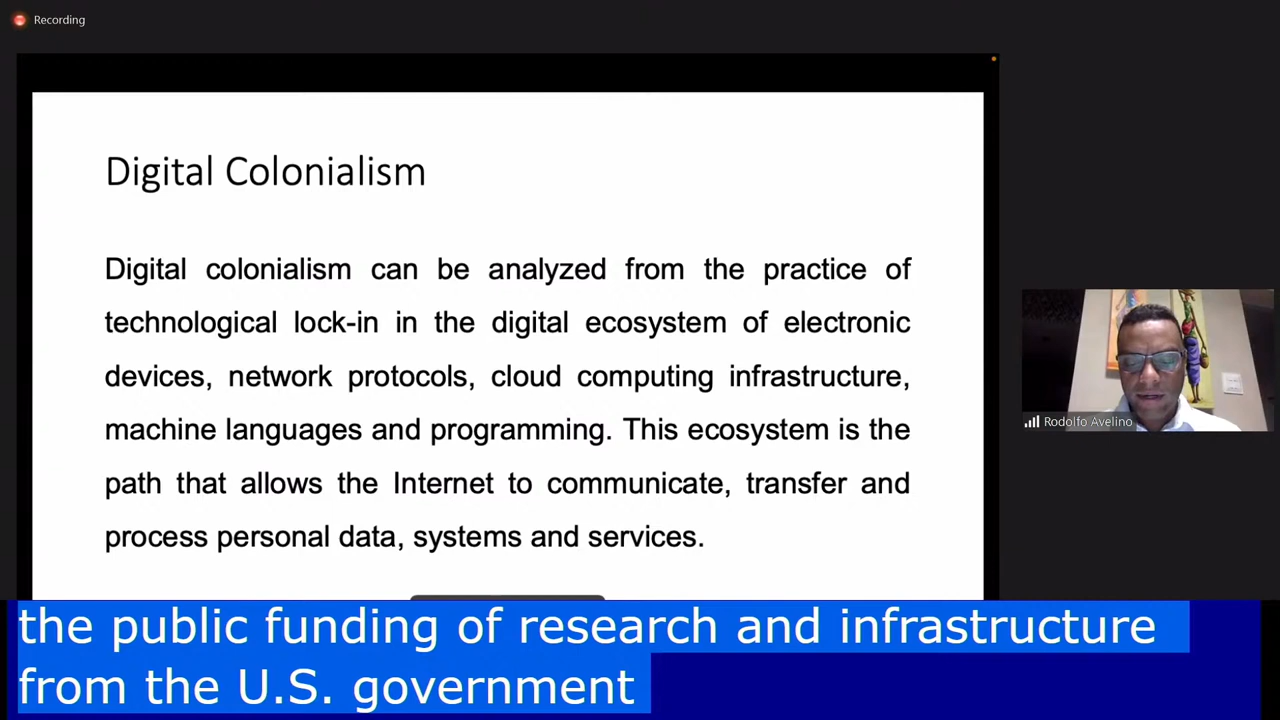 Recording
Digital Colonialism
Digital colonialism can be analyzed from the practice of
technological lock-in in the digital ecosystem of electronic
devices, network protocols, cloud computing infrastructure,
machine languages and programming. This ecosystem is the
path that allows the Internet to communicate, transfer and
process personal data, systems and services.
Rodolfo Avelino
the public funding of research and infrastructure
from the U.S. government